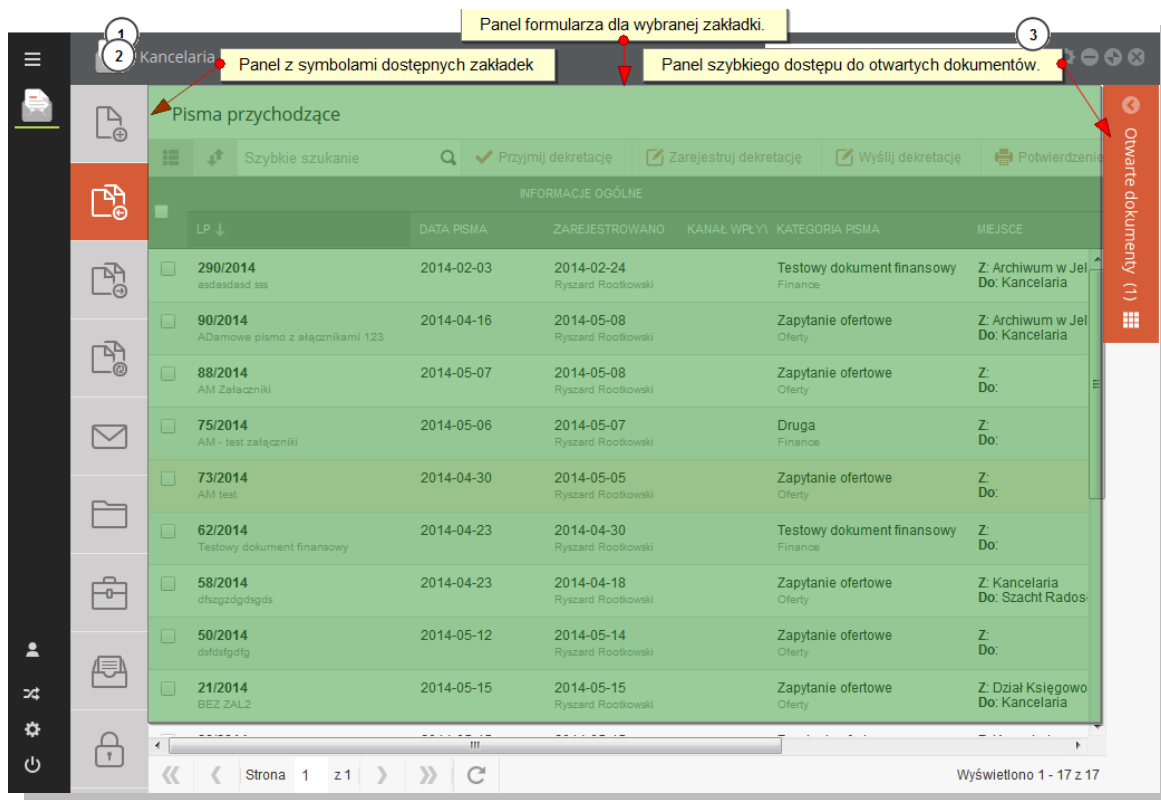 Panel formularza dla wybranej zakładki.
1
2
3
Kancelaria
Panel z symbolami dostępnych zakładek
Panel szybkiego dostępu do otwartych dokumentów.
Pisma przychodzące
Szybkie szukanie
Przyjmij dekretację
Zarejestruj dekretację
Wyślij dekretację
Potwierdzenie
Otwarte dokumenty (1)
INFORMACJE OGÓLNE
LP DATA PISMA ZAREJESTROWANO KANAŁ WPŁY KATEGORIA PISMA MIEJSCE
290/2014 2014-02-03 2014-02-24 Testowy dokument finansowy Z: Archiwum w Jel
asdasdasd sss Ryszard Rootkowski Finance Do: Kancelaria
90/2014 2014-04-16 2014-05-08 Zapytanie ofertowe Z: Archiwum w Jel
ADamowe pismo z ałącznikami 123 Ryszard Rootkowski Oferty Do: Kancelaria
88/2014 2014-05-07 2014-05-08 Zapytanie ofertowe Z:
AM Załaczniki Ryszard Rootkowski Oferty Do:
75/2014 2014-05-06 2014-05-07 Druga Z:
AM - test załączniki Ryszard Rootkowski Finance Do:
73/2014 2014-04-30 2014-05-05 Zapytanie ofertowe Z:
AM test Ryszard Rootkowski Oferty Do:
62/2014 2014-04-23 2014-04-30 Testowy dokument finansowy Z:
Testowy dokument finansowy Ryszard Rootkowski Finance Do:
58/2014 2014-04-23 2014-04-18 Zapytanie ofertowe Z: Kancelaria
dfszgzdgdsgds Ryszard Rootkowski Oferty Do: Szacht Rados
50/2014 2014-05-12 2014-05-14 Zapytanie ofertowe Z:
dsfdsfgdfg Ryszard Rootkowski Oferty Do:
21/2014 2014-05-15 2014-05-15 Zapytanie ofertowe Z: Dział Księgowo
BEZ ZAL2 Ryszard Rootkowski Oferty Do: Kancelaria
Strona 1 z 1
Wyświetlono 1 - 17 z 17